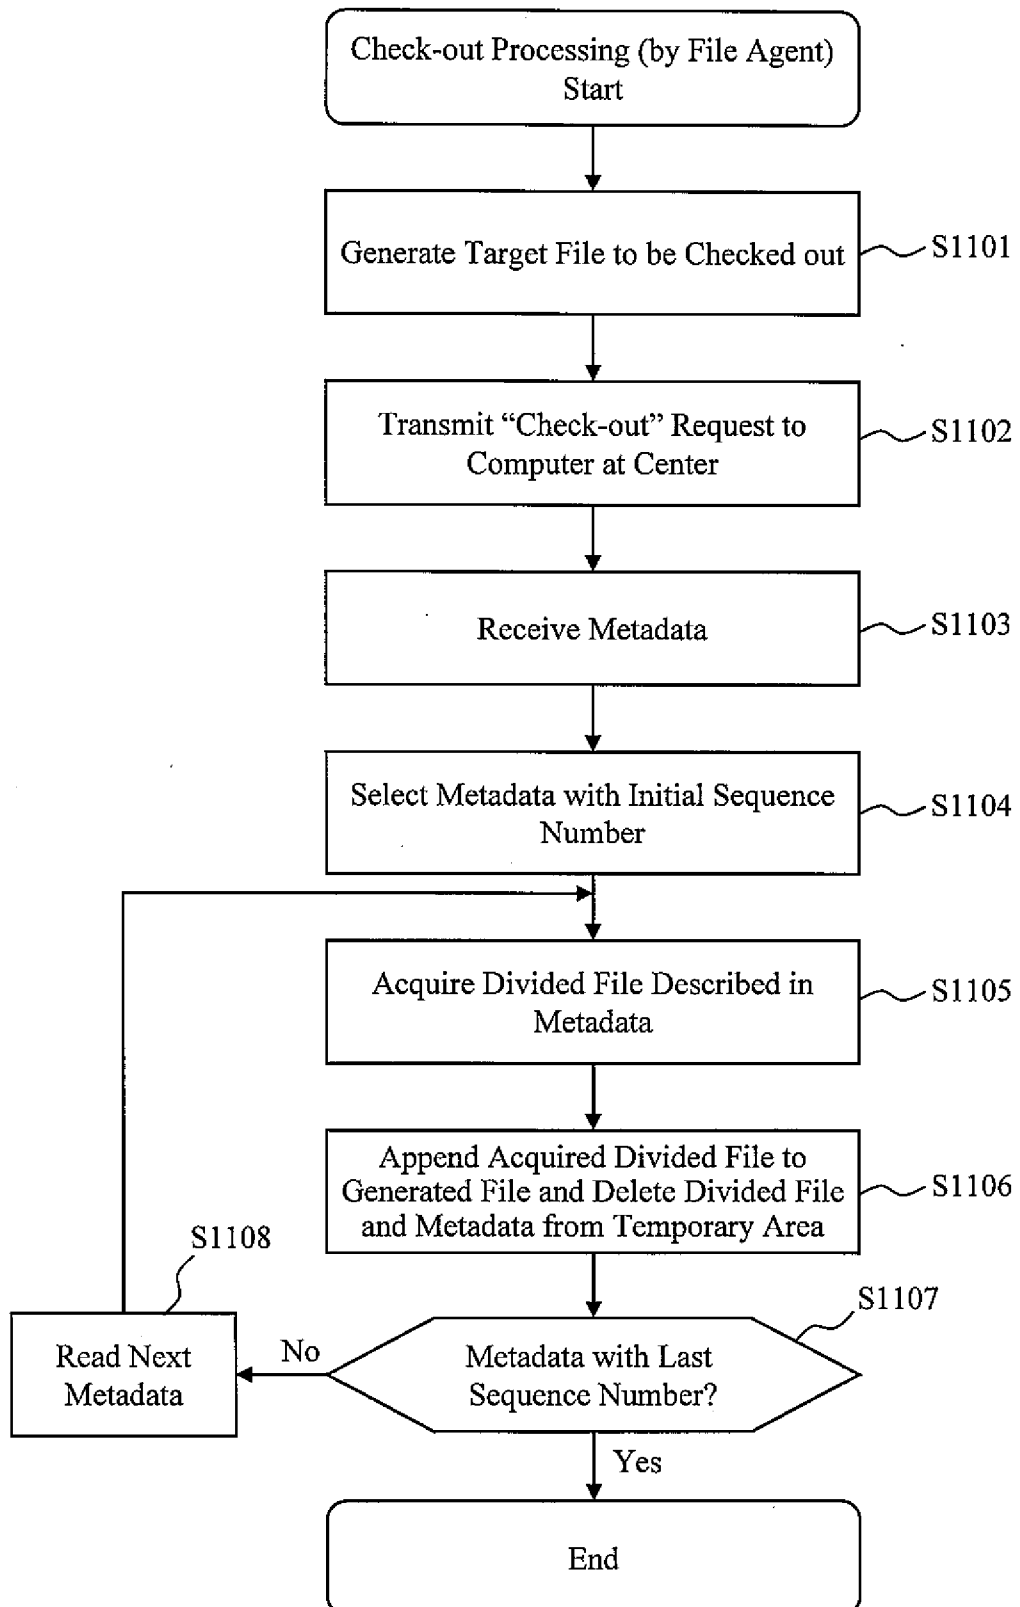 Check-out Processing (by File Agent)
Start
Generate Target File to be Checked out
S1101
Transmit “Check-out” Request to
Computer at Center
S1102
Receive Metadata
S1103
Select Metadata with Initial Sequence
Number
S1104
Acquire Divided File Described in
Metadata
S1105
Append Acquired Divided File to
Generated File and Delete Divided File
and Metadata from Temporary Area
S1106
S1108
Read Next
Metadata
No
Metadata with Last
Sequence Number?
S1107
Yes
End